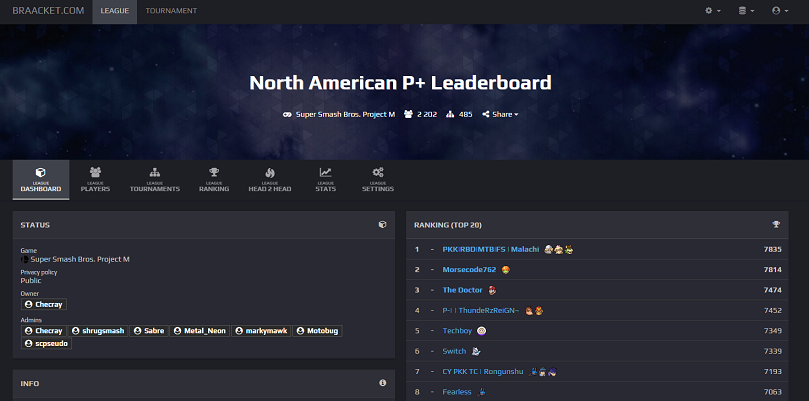 BRAACKET.COM
LEAGUE
TOURNAMENT
North American P+ Leaderboard
Super Smash Bros. Project M 2 202 485 Share
LEAGUE DASHBOARD
LEAGUE PLAYERS
LEAGUE TOURNAMENTS
LEAGUE RANKING
LEAGUE HEAD 2 HEAD
LEAGUE STATS
LEAGUE SETTINGS
STATUS
Game
Super Smash Bros. Project M
Privacy policy
Public
Owner
Checray
Admins
Checray shrugsmash Sabre Metal_Neon markymawk Motobug
scpseudo
INFO
RANKING (TOP 20)
1 - PKK|RBD|MTB|FS | Malachi 7835
2 - Morsecode762 7814
3 - The Doctor 7474
4 - P-! | ThundeRzReiGN~ 7452
5 - Techboy 7349
6 - Switch 7339
7 - CY PKK TC | Rongunshu 7193
8 - Fearless 7063